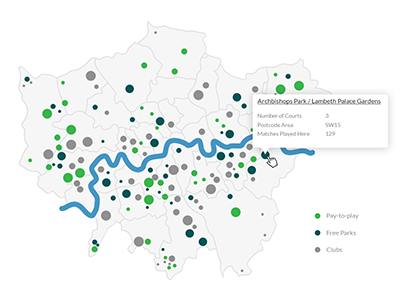 Archbishops Park / Lambeth Palace Gardens
Number of Courts 3
Postcode Area SW15
Matches Played Here 129
Pay-to-play
Free Parks
Clubs